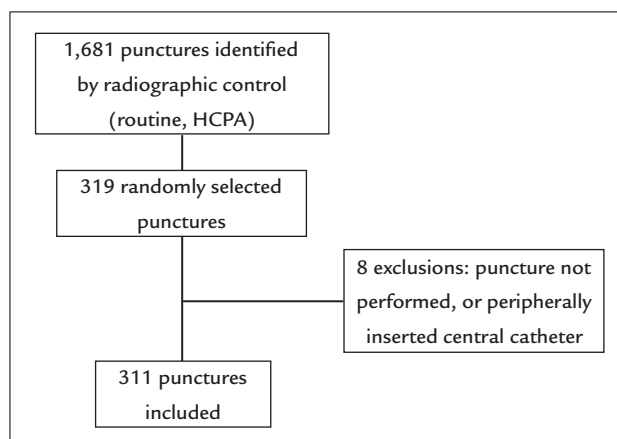 1,681 punctures identified
by radiographic control
(routine, HCPA)
319 randomly selected
punctures
8 exclusions: puncture not
performed, or peripherally
inserted central catheter
311 punctures
included